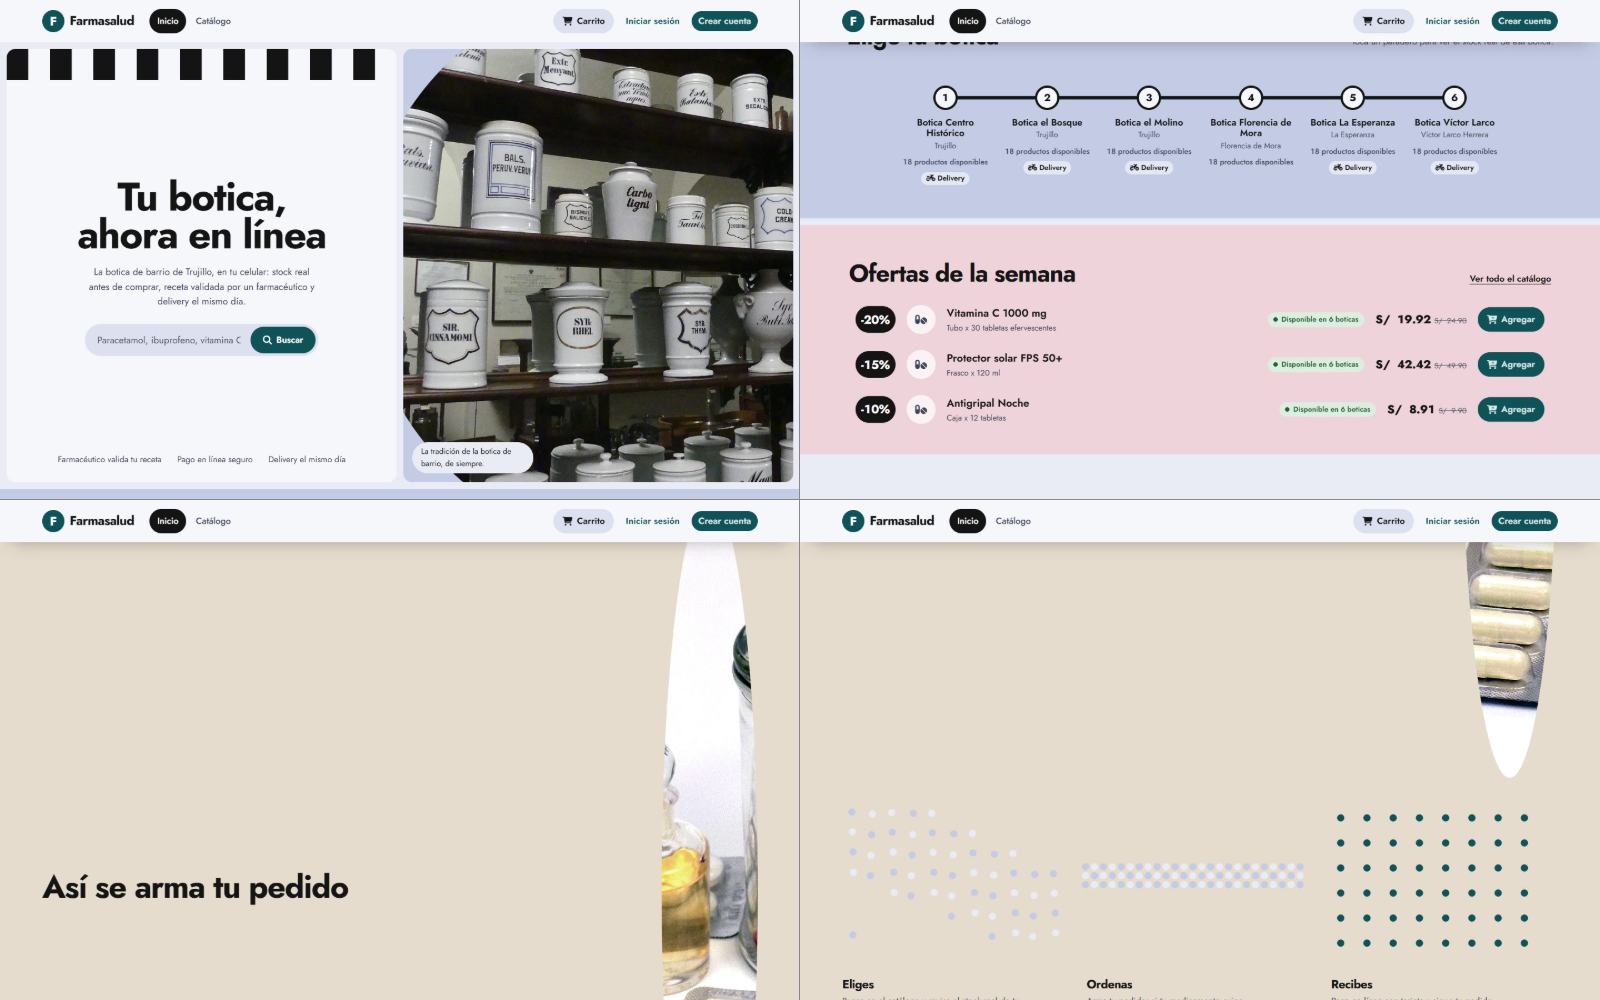 Farmasalud
Inicio
Catálogo
Carrito
Iniciar sesión
Crear cuenta
Tu botica,
ahora en línea
La botica de barrio de Trujillo, en tu celular: stock real
antes de comprar, receta validada por un farmacéutico y
delivery el mismo día.
Paracetamol, ibuprofeno, vitamina C
Buscar
Farmacéutico valida tu receta
Pago en línea seguro
Delivery el mismo día
BALS.
PERUV.VERUM
Carbo
ligni
SIR.
CINNAMOMI
SYR.
RHEI.
SYR.
La tradición de la botica de
barrio, de siempre.
F Farmasalud
Inicio
Catálogo
Carrito
Iniciar sesión
Crear cuenta
1
2
3
4
5
6
Botica Centro
Histórico
Trujillo
18 productos disponibles
Delivery
Botica el Bosque
Trujillo
18 productos disponibles
Delivery
Botica el Molino
Trujillo
18 productos disponibles
Delivery
Botica Florencia de
Mora
Florencia de Mora
18 productos disponibles
Botica La Esperanza
La Esperanza
18 productos disponibles
Delivery
Botica Víctor Larco
Víctor Larco Herrera
18 productos disponibles
Delivery
Ofertas de la semana
Ver todo el catálogo
-20%
Vitamina C 1000 mg
Tubo x 30 tabletas efervescentes
Disponible en 6 boticas
S/ 19.92 S/ 24.90
Agregar
-15%
Protector solar FPS 50+
Frasco x 120 ml
Disponible en 6 boticas
S/ 42.42 S/ 49.90
Agregar
-10%
Antigripal Noche
Caja x 12 tabletas
Disponible en 6 boticas
S/ 8.91 S/ 9.90
Agregar
F Farmasalud
Inicio
Catálogo
Carrito
Iniciar sesión
Crear cuenta
Así se arma tu pedido
F Farmasalud
Inicio
Catálogo
Carrito
Iniciar sesión
Crear cuenta
Eliges
Ordenas
Recibes